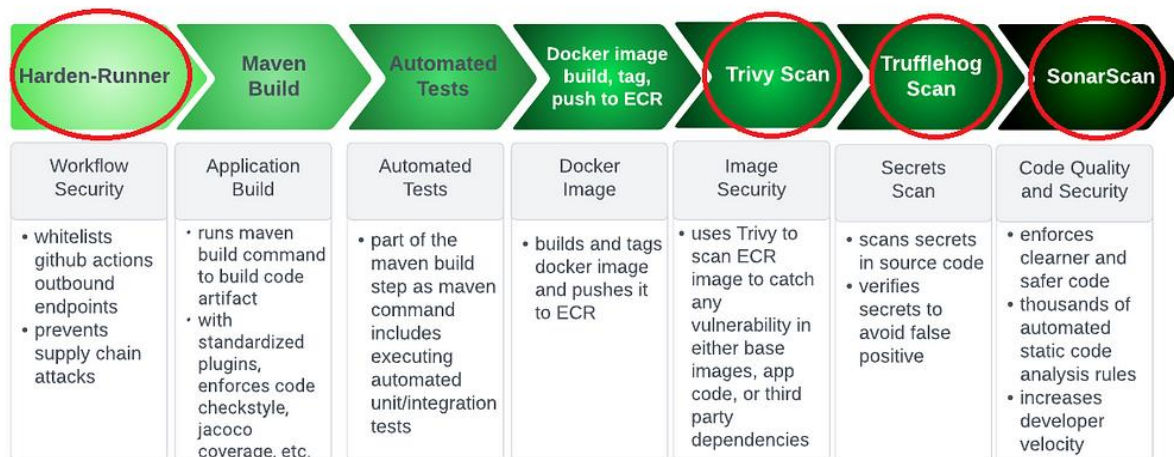 Harden-Runner
Maven
Build
Automated
Tests
Docker image
build, tag,
push to ECR
Trivy Scan
Trufflehog
Scan
SonarScan
Workflow
Security
• whitelists
github actions
outbound
endpoints
• prevents
supply chain
attacks
Application
Build
• runs maven
build command
to build code
artifact
• with
standardized
plugins,
enforces code
checkstyle,
jacoco
coverage, etc.
Automated
Tests
• part of the
maven build
step as maven
command
includes
executing
automated
unit/integration
tests
Docker
Image
• builds and tags
docker image
and pushes it
to ECR
Image
Security
• uses Trivy to
scan ECR
image to catch
any
vulnerability in
either base
images, app
code, or third
party
dependencies
Secrets
Scan
• scans secrets
in source code
• verifies
secrets to
avoid false
positive
Code Quality
and Security
• enforces
clearner and
safer code
• thousands of
automated
static code
analysis rules
• increases
developer
velocity